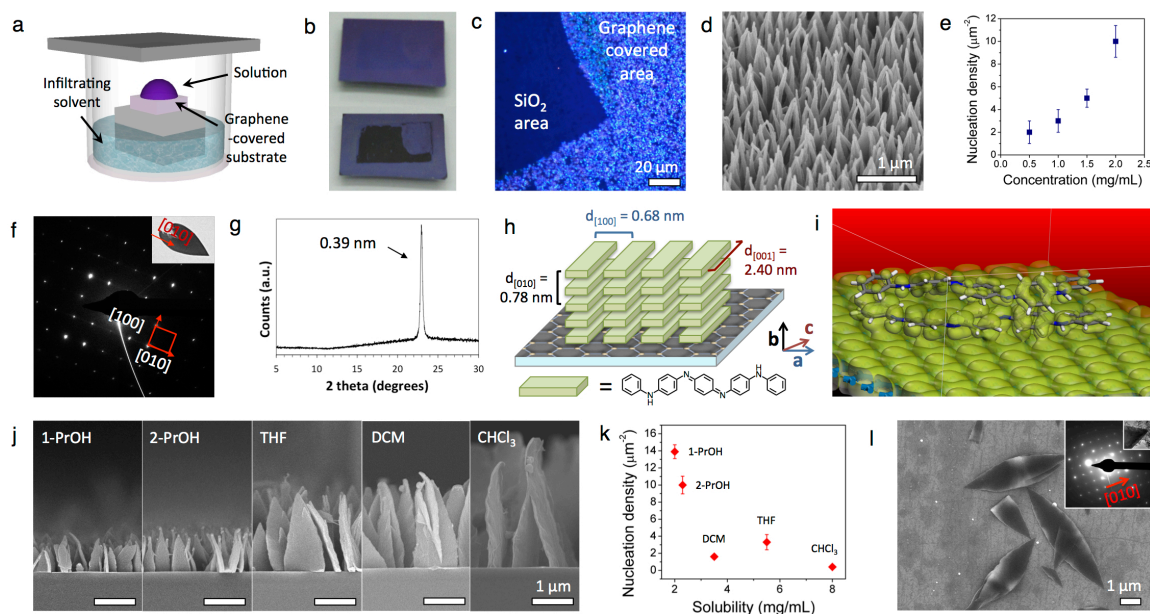 a
Solution
Infiltrating
solvent
Graphene
-covered
substrate
b
c
Graphene
covered
area
SiO2
area
20 μm
d
1 μm
e
Nucleation density (μm⁻²)
12
10
8
6
4
2
0
0.0 0.5 1.0 1.5 2.0 2.5
Concentration (mg/mL)
f
[010]
[100]
[010]
g
0.39 nm
Counts (a.u.)
5 10 15 20 25 30
2 theta (degrees)
h
d[100] = 0.68 nm
d[001] =
2.40 nm
d[010] =
0.78 nm
b
c
a
=
N
H
N
N
H
N
i
j
1-PrOH
2-PrOH
THF
DCM
CHCl3
1 μm
k
Nucleation density (μm⁻²)
16
14
12
10
8
6
4
2
0
1-PrOH
2-PrOH
DCM
THF
CHCl3
2 4 6 8
Solubility (mg/mL)
l
[010]
1 μm